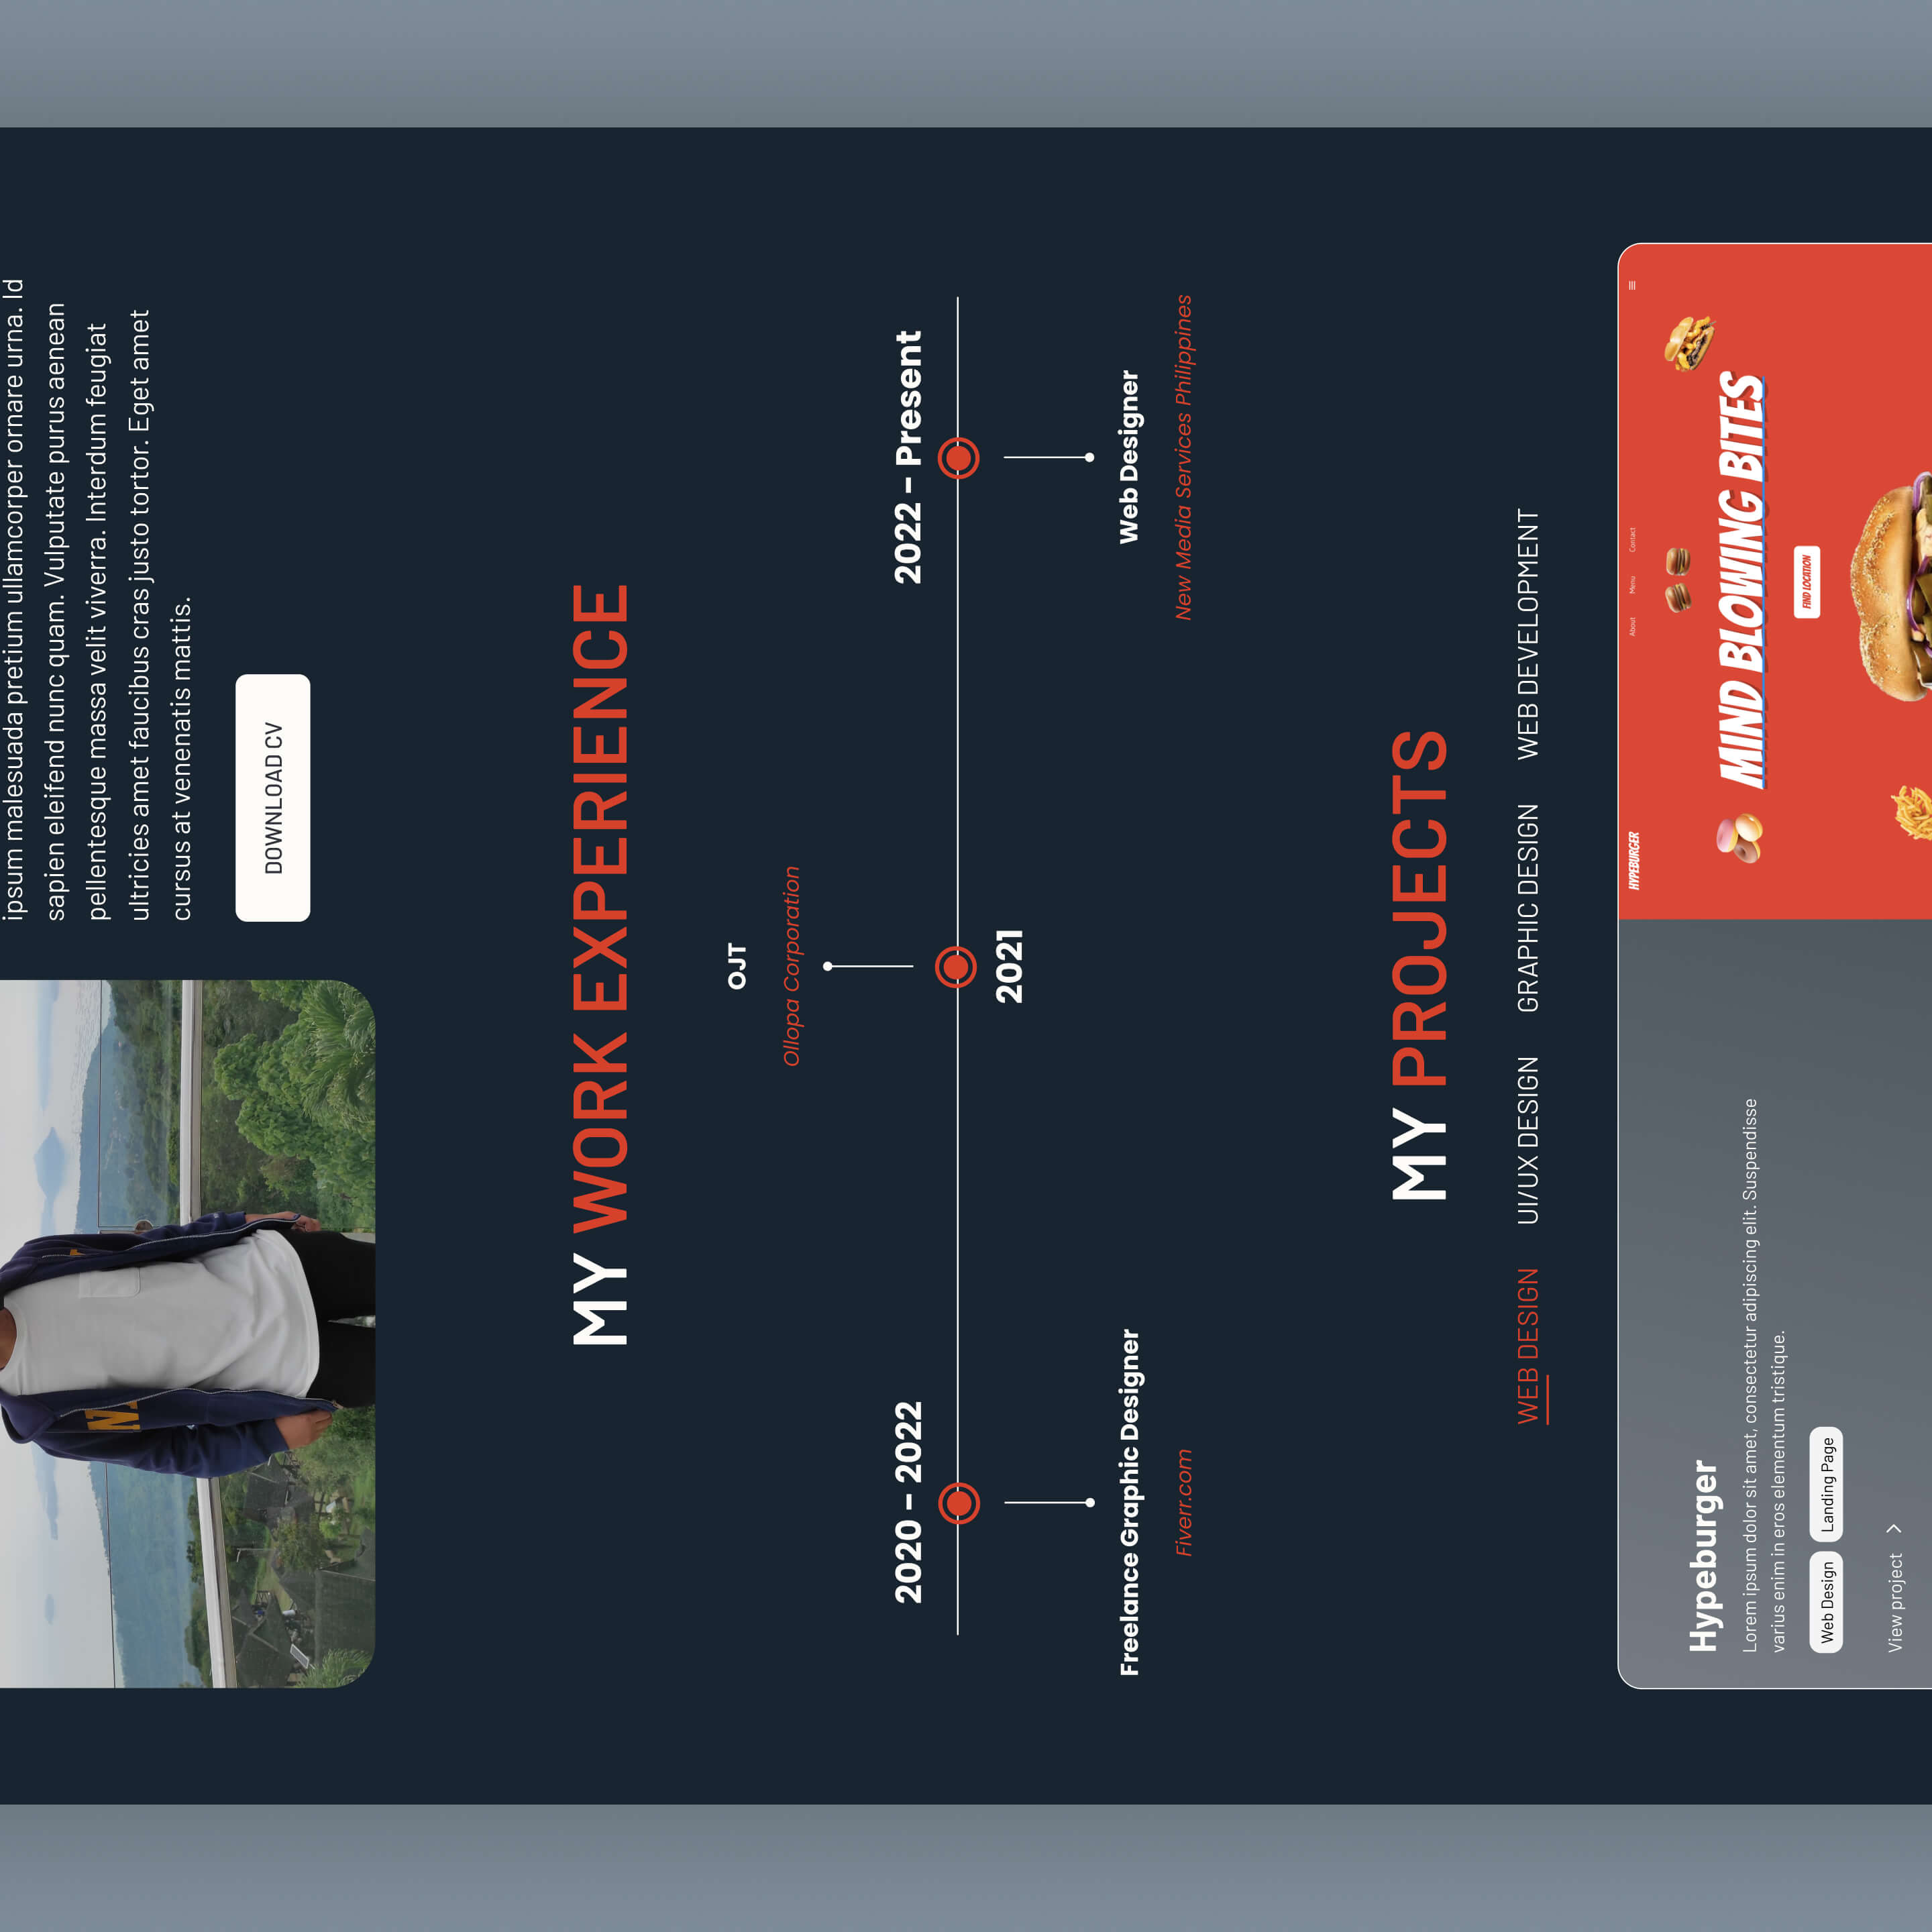 ipsum malesuada pretium ullamcorper ornare urna. Id
sapien eleifend nunc quam. Vulputate purus aenean
pellentesque massa velit viverra. Interdum feugiat
ultricies amet faucibus cras justo tortor. Eget amet
cursus at venenatis mattis.
DOWNLOAD CV
MY WORK EXPERIENCE
OJT
Ollopa Corporation
2020 – 2022
2022 – Present
2021
Freelance Graphic Designer
Fiverr.com
Web Designer
New Media Services Philippines
MY PROJECTS
WEB DESIGN UI/UX DESIGN GRAPHIC DESIGN WEB DEVELOPMENT
Hypeburger
Lorem ipsum dolor sit amet, consectetur adipiscing elit. Suspendisse
varius enim in eros elementum tristique.
Web Design Landing Page
View project
HYPEBURGER About Menu Contact
MIND BLOWING BITES
FIND LOCATION